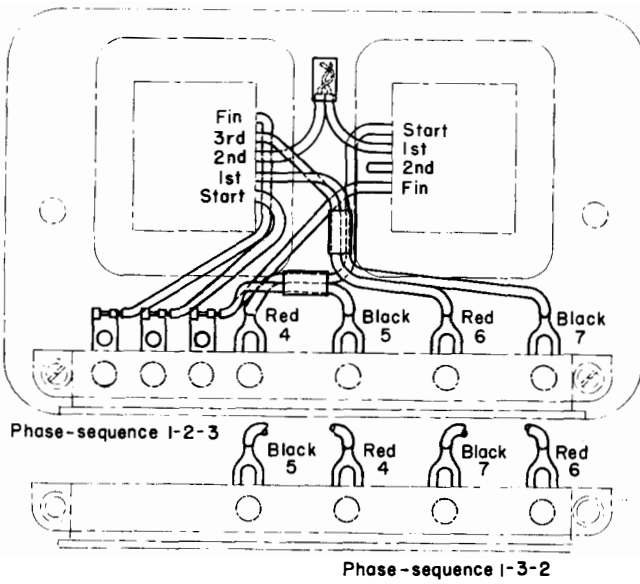 Fin
3rd
2nd
1st
Start
Start
1st
2nd
Fin
Red
4
Black
5
Red
6
Black
7
Phase-sequence 1-2-3
Black
5
Red
4
Black
7
Red
6
Phase-sequence 1-3-2